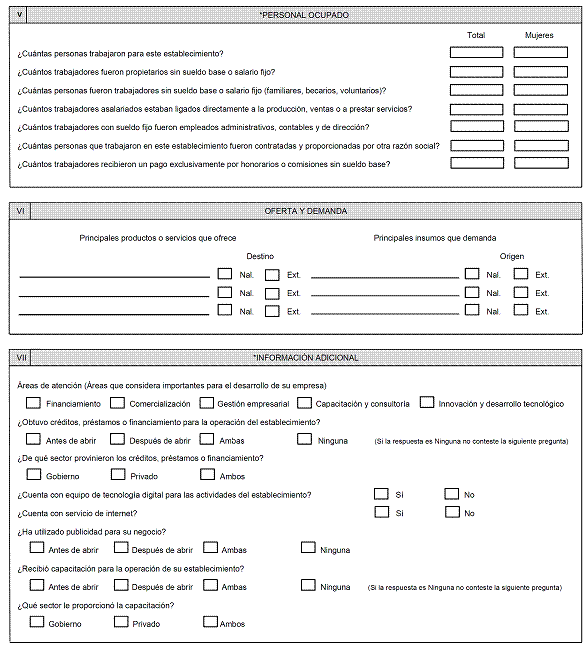 V *PERSONAL OCUPADO
Total Mujeres
¿Cuántas personas trabajaron para este establecimiento?
¿Cuántos trabajadores fueron propietarios sin sueldo base o salario fijo?
¿Cuántas personas fueron trabajadores sin sueldo base o salario fijo (familiares, becarios, voluntarios)?
¿Cuántos trabajadores asalariados estaban ligados directamente a la producción, ventas o a prestar servicios?
¿Cuántos trabajadores con sueldo fijo fueron empleados administrativos, contables y de dirección?
¿Cuántas personas que trabajaron en este establecimiento fueron contratadas y proporcionadas por otra razón social?
¿Cuántos trabajadores recibieron un pago exclusivamente por honorarios o comisiones sin sueldo base?
VI OFERTA Y DEMANDA
Principales productos o servicios que ofrece Principales insumos que demanda
Destino Origen
Nal. Ext. Nal. Ext.
Nal. Ext. Nal. Ext.
Nal. Ext. Nal. Ext.
VII *INFORMACIÓN ADICIONAL
Áreas de atención (Áreas que considera importantes para el desarrollo de su empresa)
Financiamiento Comercialización Gestión empresarial Capacitación y consultoría Innovación y desarrollo tecnológico
¿Obtuvo créditos, préstamos o financiamiento para la operación del establecimiento?
Antes de abrir Después de abrir Ambas Ninguna (Si la respuesta es Ninguna no conteste la siguiente pregunta)
¿De qué sector provinieron los créditos, préstamos o financiamiento?
Gobierno Privado Ambos
¿Cuenta con equipo de tecnología digital para las actividades del establecimiento? Sí No
¿Cuenta con servicio de internet? Sí No
¿Ha utilizado publicidad para su negocio?
Antes de abrir Después de abrir Ambas Ninguna
¿Recibió capacitación para la operación de su establecimiento?
Antes de abrir Después de abrir Ambas Ninguna (Si la respuesta es Ninguna no conteste la siguiente pregunta)
¿Qué sector le proporcionó la capacitación?
Gobierno Privado Ambos